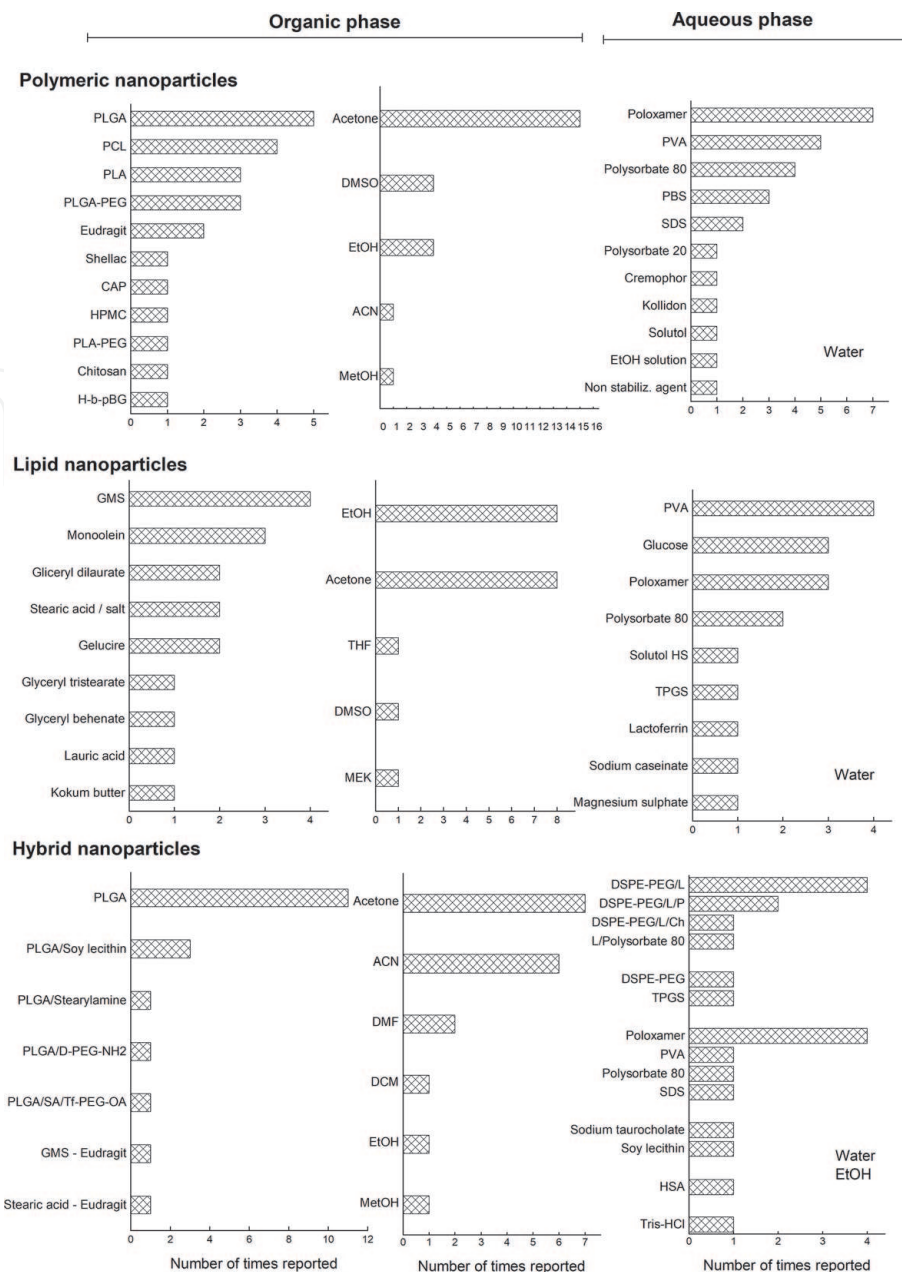 Organic phase
Aqueous phase
Polymeric nanoparticles
PLGA
PCL
PLA
PLGA-PEG
Eudragit
Shellac
CAP
HPMC
PLA-PEG
Chitosan
H-b-pBG
0 1 2 3 4 5
Acetone
DMSO
EtOH
ACN
MetOH
0 1 2 3 4 5 6 7 8 9 10 11 12 13 14 15 16
Poloxamer
PVA
Polysorbate 80
PBS
SDS
Polysorbate 20
Cremophor
Kollidon
Solutol
EtOH solution
Non stabiliz. agent
Water
0 1 2 3 4 5 6 7
Lipid nanoparticles
GMS
Monoolein
Gliceryl dilaurate
Stearic acid / salt
Gelucire
Glyceryl tristearate
Glyceryl behenate
Lauric acid
Kokum butter
0 1 2 3 4
EtOH
Acetone
THF
DMSO
MEK
0 1 2 3 4 5 6 7 8
PVA
Glucose
Poloxamer
Polysorbate 80
Solutol HS
TPGS
Lactoferrin
Sodium caseinate
Magnesium sulphate
Water
0 1 2 3 4
Hybrid nanoparticles
PLGA
PLGA/Soy lecithin
PLGA/Stearylamine
PLGA/D-PEG-NH2
PLGA/SA/Tf-PEG-OA
GMS - Eudragit
Stearic acid - Eudragit
0 2 4 6 8 10 12
Number of times reported
Acetone
ACN
DMF
DCM
EtOH
MetOH
0 1 2 3 4 5 6 7
Number of times reported
DSPE-PEG/L
DSPE-PEG/L/P
DSPE-PEG/L/Ch
L/Polysorbate 80
DSPE-PEG
TPGS
Poloxamer
PVA
Polysorbate 80
SDS
Sodium taurocholate
Soy lecithin
HSA
Tris-HCl
Water
EtOH
0 1 2 3 4
Number of times reported